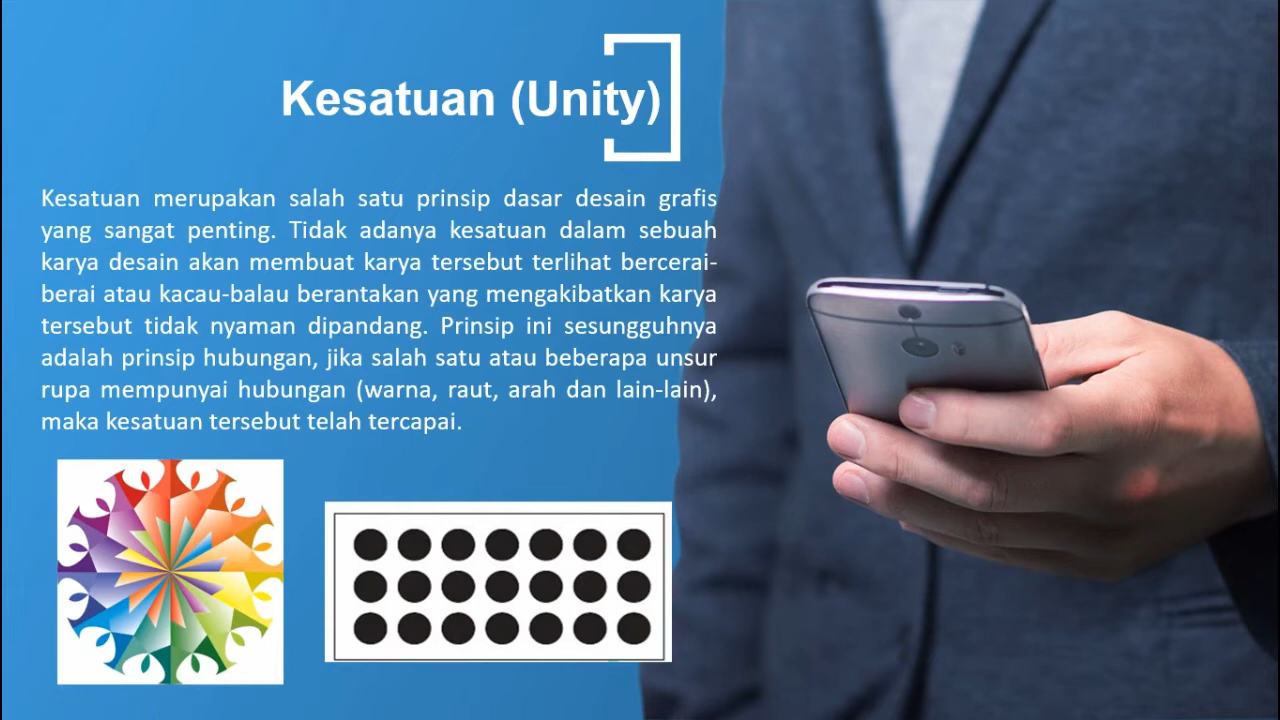 Kesatuan (Unity)
Kesatuan merupakan salah satu prinsip dasar desain grafis
yang sangat penting. Tidak adanya kesatuan dalam sebuah
karya desain akan membuat karya tersebut terlihat bercerai-
berai atau kacau-balau berantakan yang mengakibatkan karya
tersebut tidak nyaman dipandang. Prinsip ini sesungguhnya
adalah prinsip hubungan, jika salah satu atau beberapa unsur
rupa mempunyai hubungan (warna, raut, arah dan lain-lain),
maka kesatuan tersebut telah tercapai.